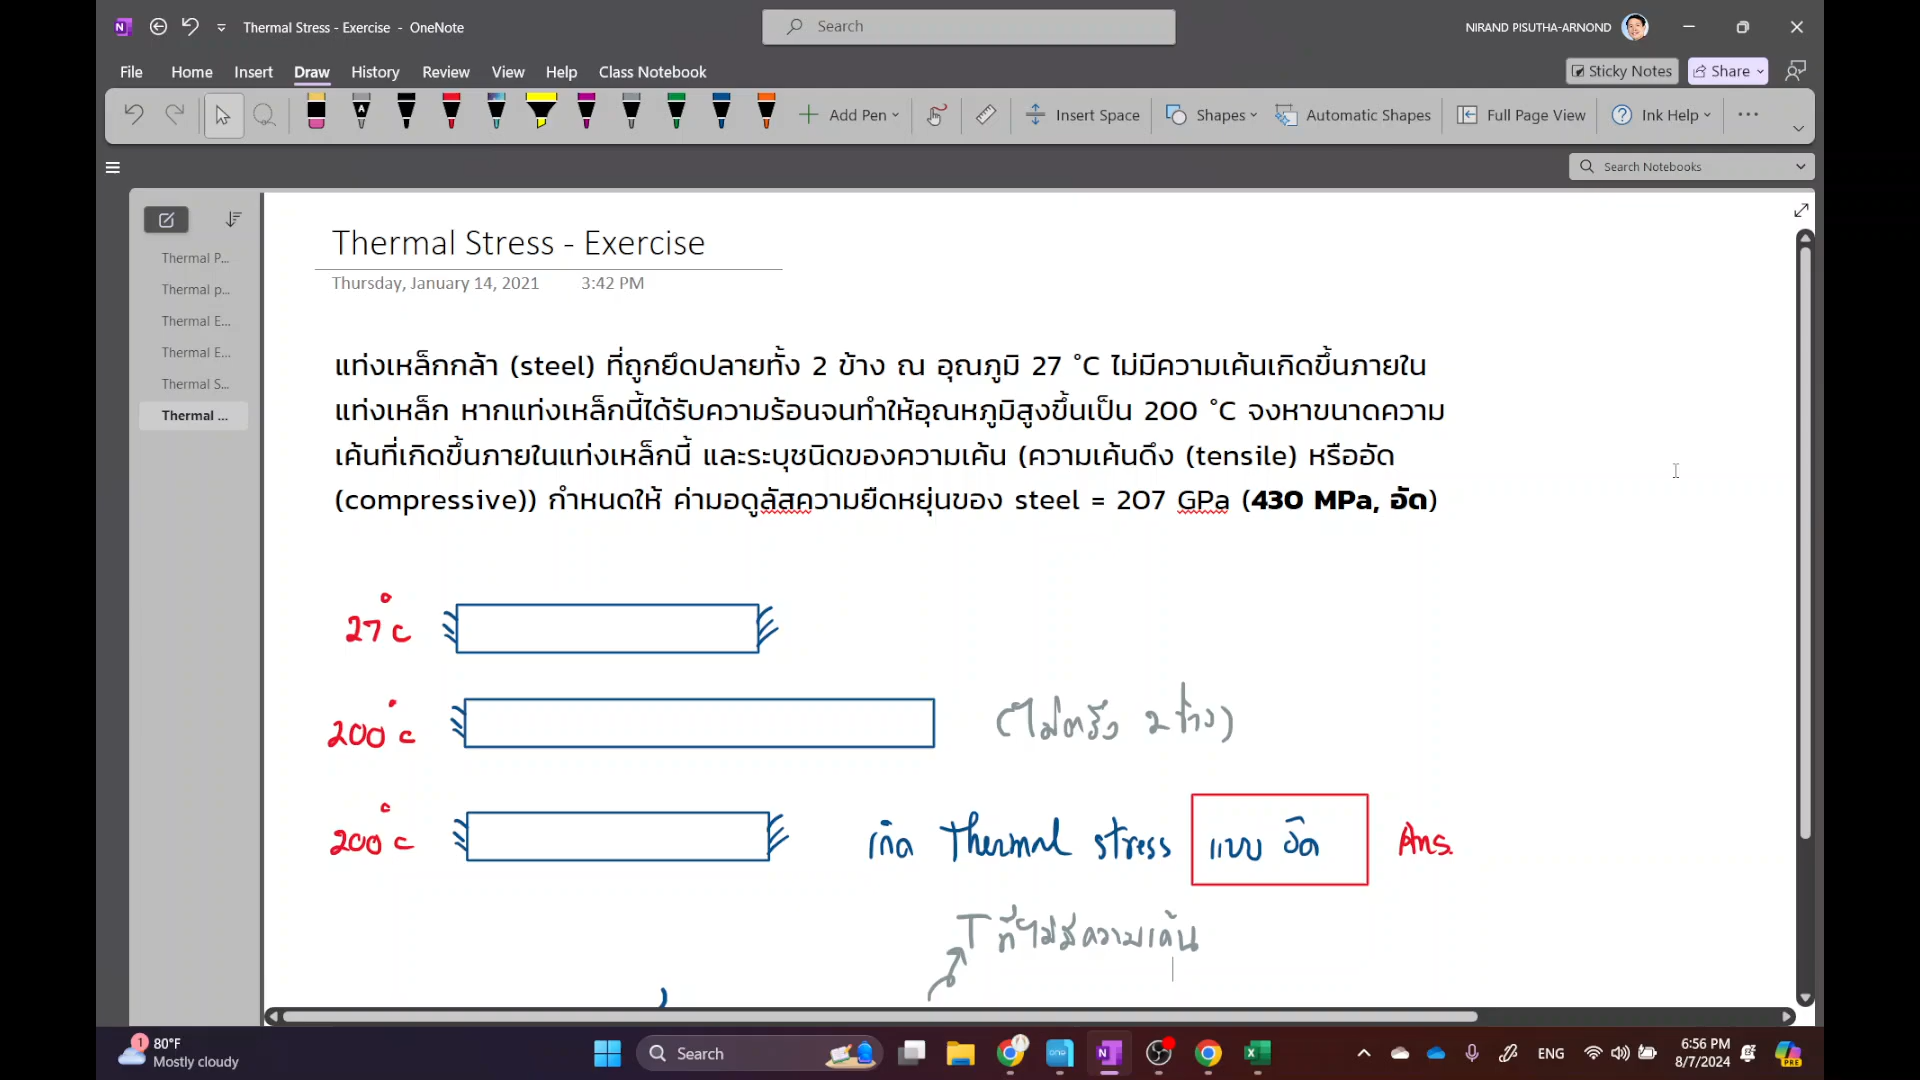 Thermal Stress - Exercise - OneNote
Search
NIRAND PISUTHA-ARNOND
File Home Insert Draw History Review View Help Class Notebook
Sticky Notes Share
Add Pen Insert Space Shapes Automatic Shapes Full Page View Ink Help
Search Notebooks
Thermal P...
Thermal p...
Thermal E...
Thermal E...
Thermal S...
Thermal ...
Thermal Stress - Exercise
Thursday, January 14, 2021 3:42 PM
แท่งเหล็กกล้า (steel) ที่ถูกยึดปลายทั้ง 2 ข้าง ณ อุณภูมิ 27 °C ไม่มีความเค้นเกิดขึ้นภายใน
แท่งเหล็ก หากแท่งเหล็กนี้ได้รับความร้อนจนทำให้อุณหภูมิสูงขึ้นเป็น 200 °C จงหาขนาดความ
เค้นที่เกิดขึ้นภายในแท่งเหล็กนี้ และระบุชนิดของความเค้น (ความเค้นดึง (tensile) หรืออัด
(compressive)) กำหนดให้ ค่ามอดูลัสความยืดหยุ่นของ steel = 207 GPa (430 MPa, อัด)
27°C
200°C (ไม่ตรึง 2 ข้าง)
200°C เกิด Thermal stress แบบ อัด Ans.
T ที่ไม่มีความเค้น
80°F
Mostly cloudy
Search
ENG
6:56 PM
8/7/2024